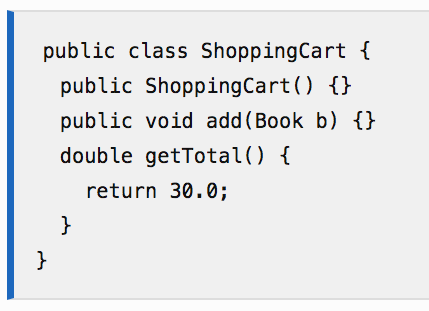 public class ShoppingCart {
public ShoppingCart() {}
public void add(Book b) {}
double getTotal() {
return 30.0;
}
}